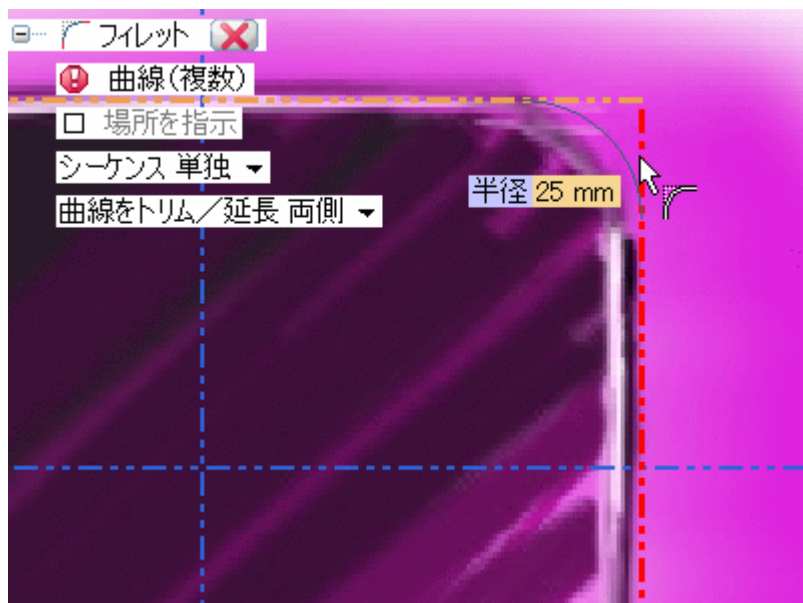 フィレット
曲線(複数)
場所を指示
シーケンス 単独
半径 25 mm
曲線をトリム／延長 両側